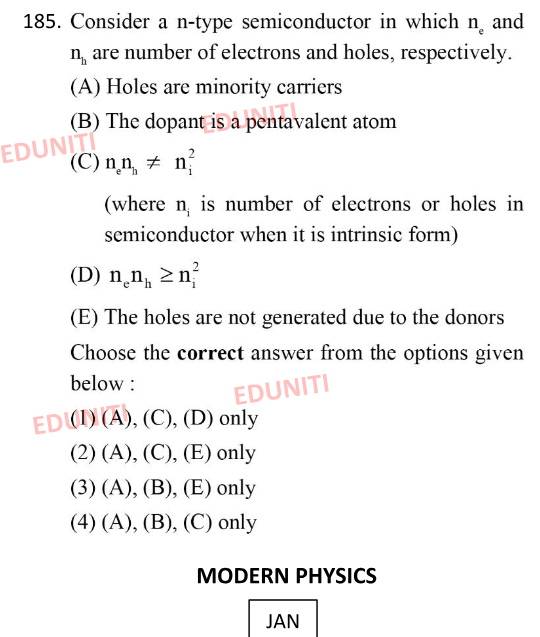 185. Consider a n-type semiconductor in which nₑ and
nₕ are number of electrons and holes, respectively.
(A) Holes are minority carriers
EDUNITI
(B) The dopant is a pentavalent atom
EDUNITI
(C) nₑnₕ ≠ nᵢ²
(where nᵢ is number of electrons or holes in
semiconductor when it is intrinsic form)
(D) nₑnₕ ≥ nᵢ²
(E) The holes are not generated due to the donors
Choose the correct answer from the options given
below :
EDUNITI
EDUNITI
(1) (A), (C), (D) only
(2) (A), (C), (E) only
(3) (A), (B), (E) only
(4) (A), (B), (C) only
MODERN PHYSICS
JAN